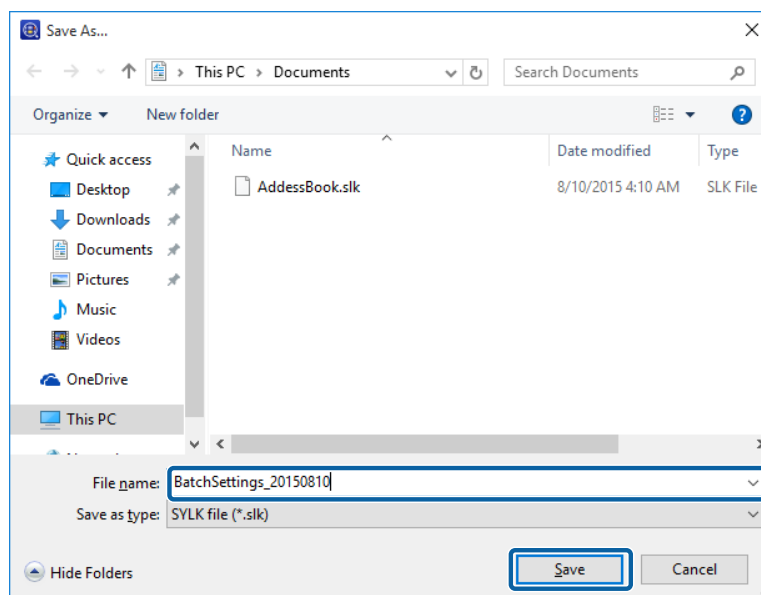 Save As...
This PC > Documents
Search Documents
Organize
New folder
Name
Date modified
Type
AddessBook.slk
8/10/2015 4:10 AM
SLK File
Quick access
Desktop
Downloads
Documents
Pictures
Music
Videos
OneDrive
This PC
File name: BatchSettings_20150810
Save as type: SYLK file (*.slk)
Hide Folders
Save
Cancel